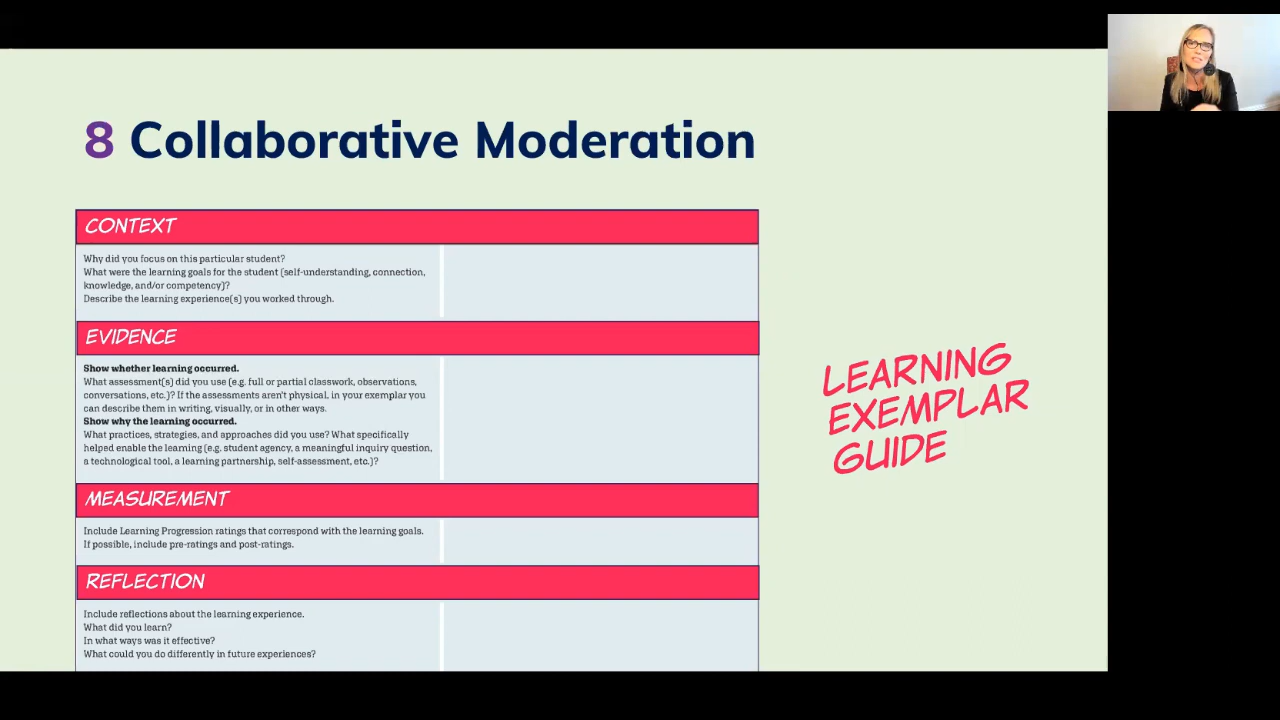 8 Collaborative Moderation
CONTEXT
Why did you focus on this particular student?
What were the learning goals for the student (self-understanding, connection,
knowledge, and/or competency)?
Describe the learning experience(s) you worked through.
EVIDENCE
Show whether learning occurred.
What assessment(s) did you use (e.g. full or partial classwork, observations,
conversations, etc.)? If the assessments aren't physical, in your exemplar you
can describe them in writing, visually, or in other ways.
Show why the learning occurred.
What practices, strategies, and approaches did you use? What specifically
helped enable the learning (e.g. student agency, a meaningful inquiry question,
a technological tool, a learning partnership, self-assessment, etc.)?
MEASUREMENT
Include Learning Progression ratings that correspond with the learning goals.
If possible, include pre-ratings and post-ratings.
REFLECTION
Include reflections about the learning experience.
What did you learn?
In what ways was it effective?
What could you do differently in future experiences?
LEARNING
EXEMPLAR
GUIDE